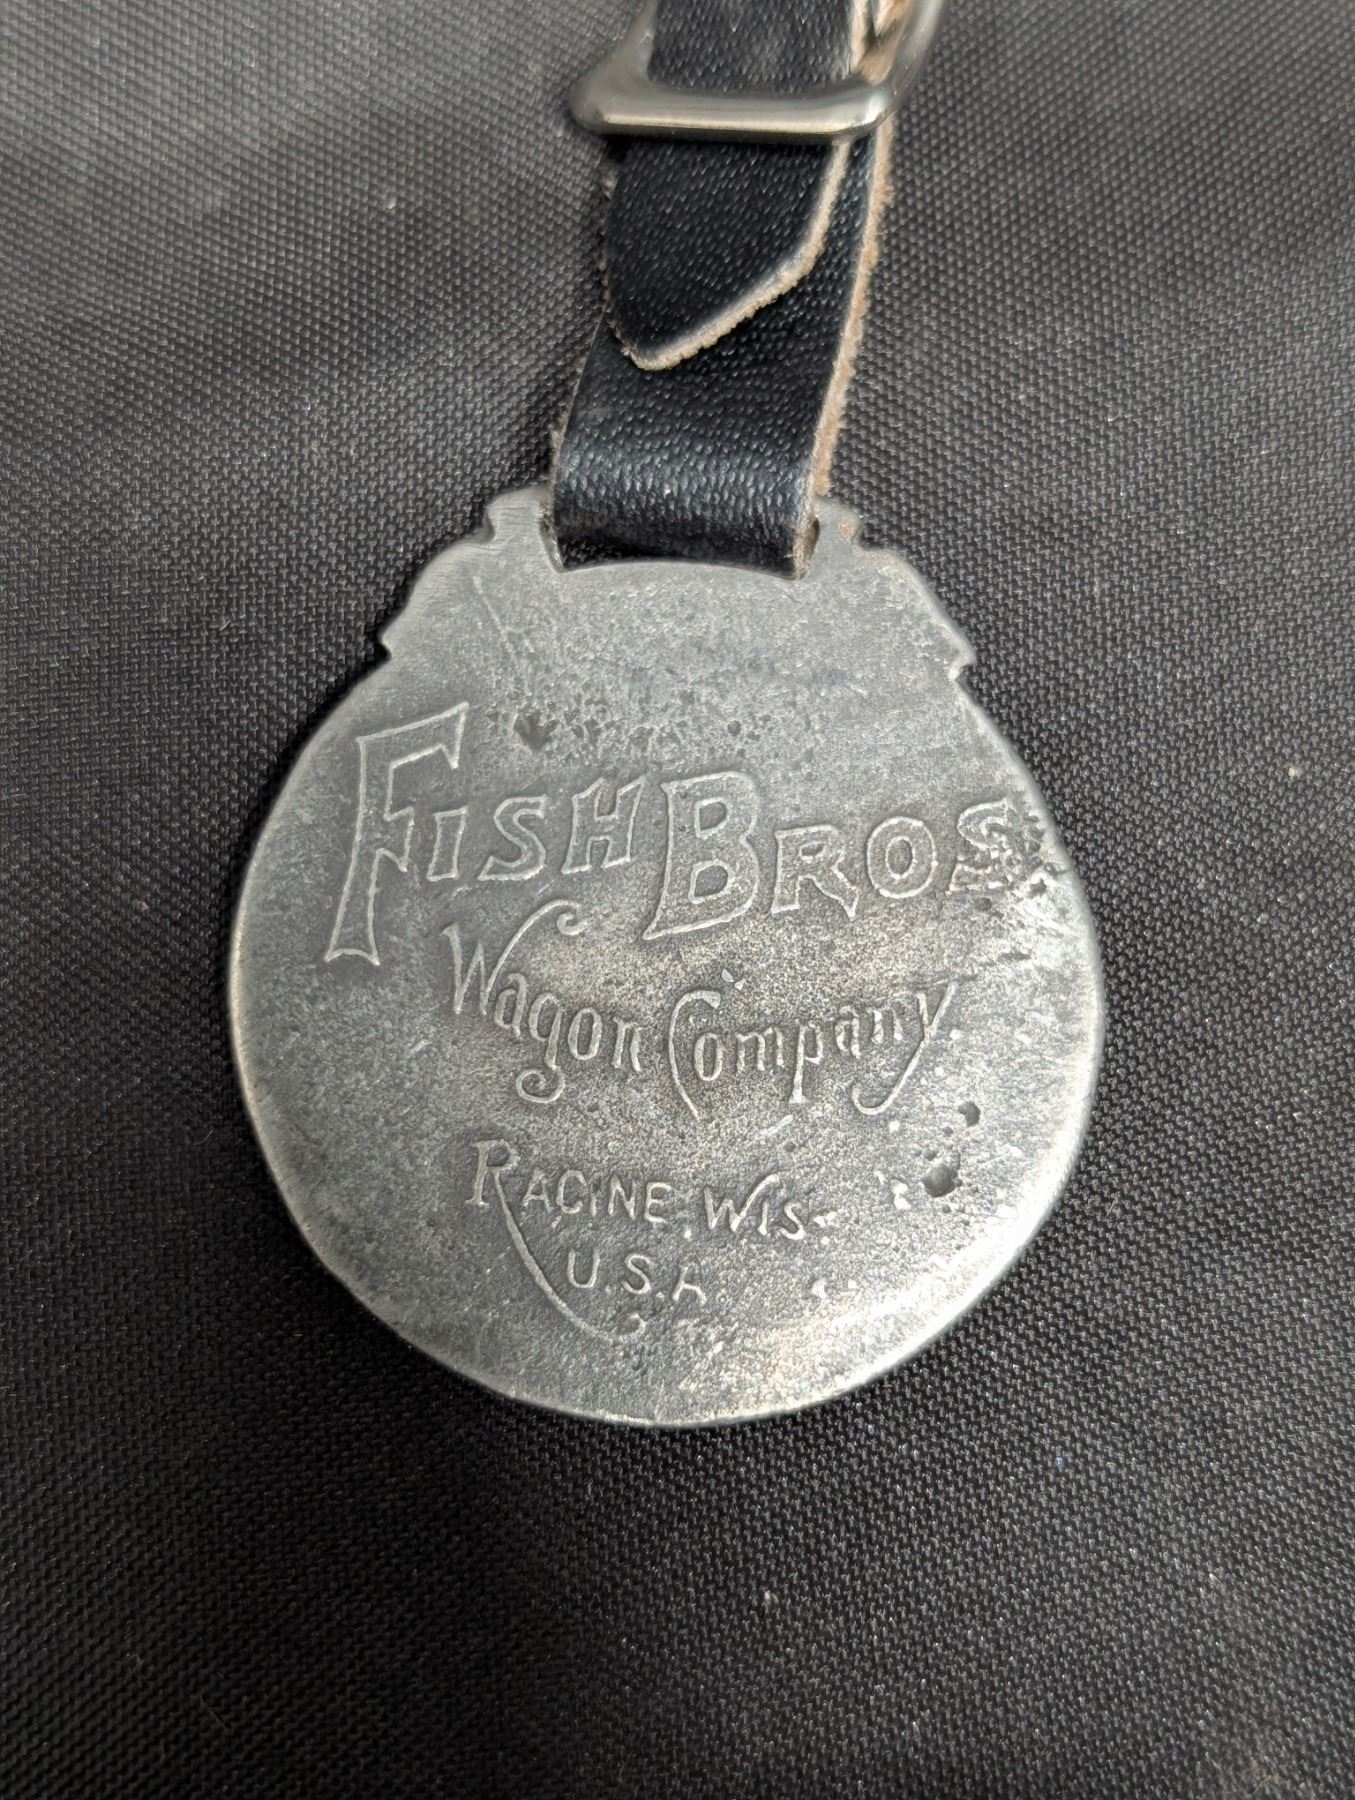 FISH BROS.
Wagon Company
RACINE, WIS.
U.S.A.